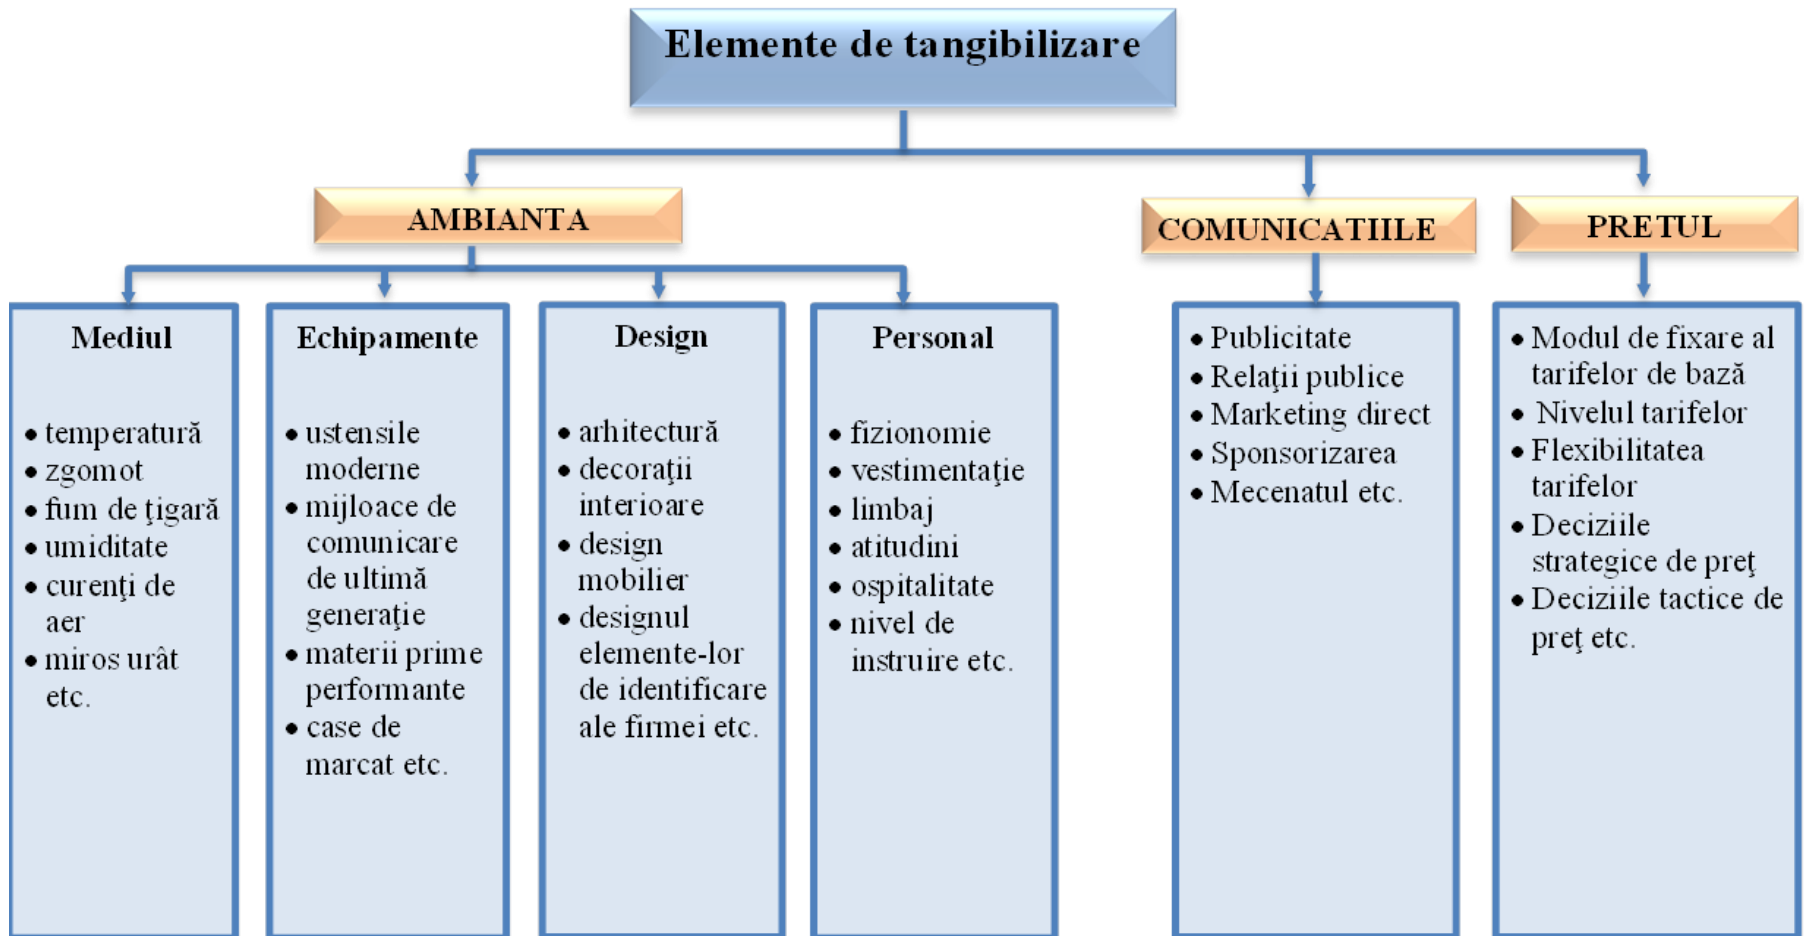 Elemente de tangibilizare
AMBIANTA
COMUNICATIILE
PRETUL
Mediul
• temperatură
• zgomot
• fum de ţigară
• umiditate
• curenţi de
aer
• miros urât
etc.
Echipamente
• ustensile
moderne
• mijloace de
comunicare
de ultimă
generaţie
• materii prime
performante
• case de
marcat etc.
Design
• arhitectură
• decoraţii
interioare
• design
mobilier
• designul
elemente-lor
de identificare
ale firmei etc.
Personal
• fizionomie
• vestimentaţie
• limbaj
• atitudini
• ospitalitate
• nivel de
instruire etc.
• Publicitate
• Relaţii publice
• Marketing direct
• Sponsorizarea
• Mecenatul etc.
• Modul de fixare al
tarifelor de bază
• Nivelul tarifelor
• Flexibilitatea
tarifelor
• Deciziile
strategice de preţ
• Deciziile tactice de
preţ etc.